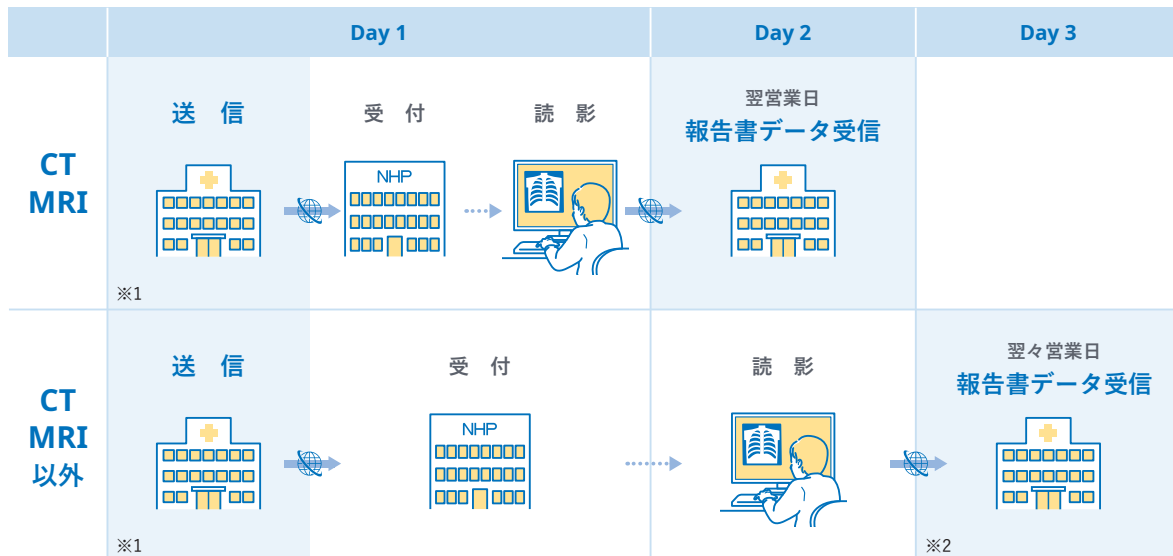 Day 1
Day 2
Day 3
CT
MRI
送 信
受 付
読 影
翌営業日
報告書データ受信
NHP
※1
CT
MRI
以外
送 信
受 付
読 影
翌々営業日
報告書データ受信
NHP
※1
※2